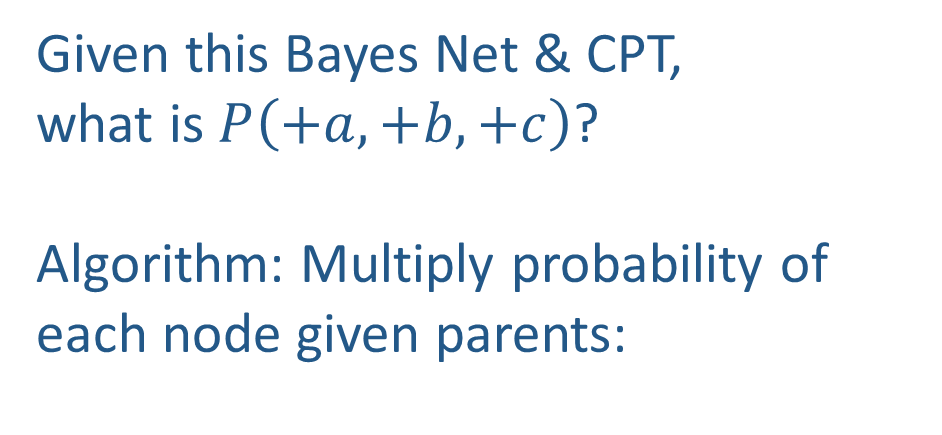 Given this Bayes Net & CPT,
what is P(+a, +b, +c)?
Algorithm: Multiply probability of
each node given parents: